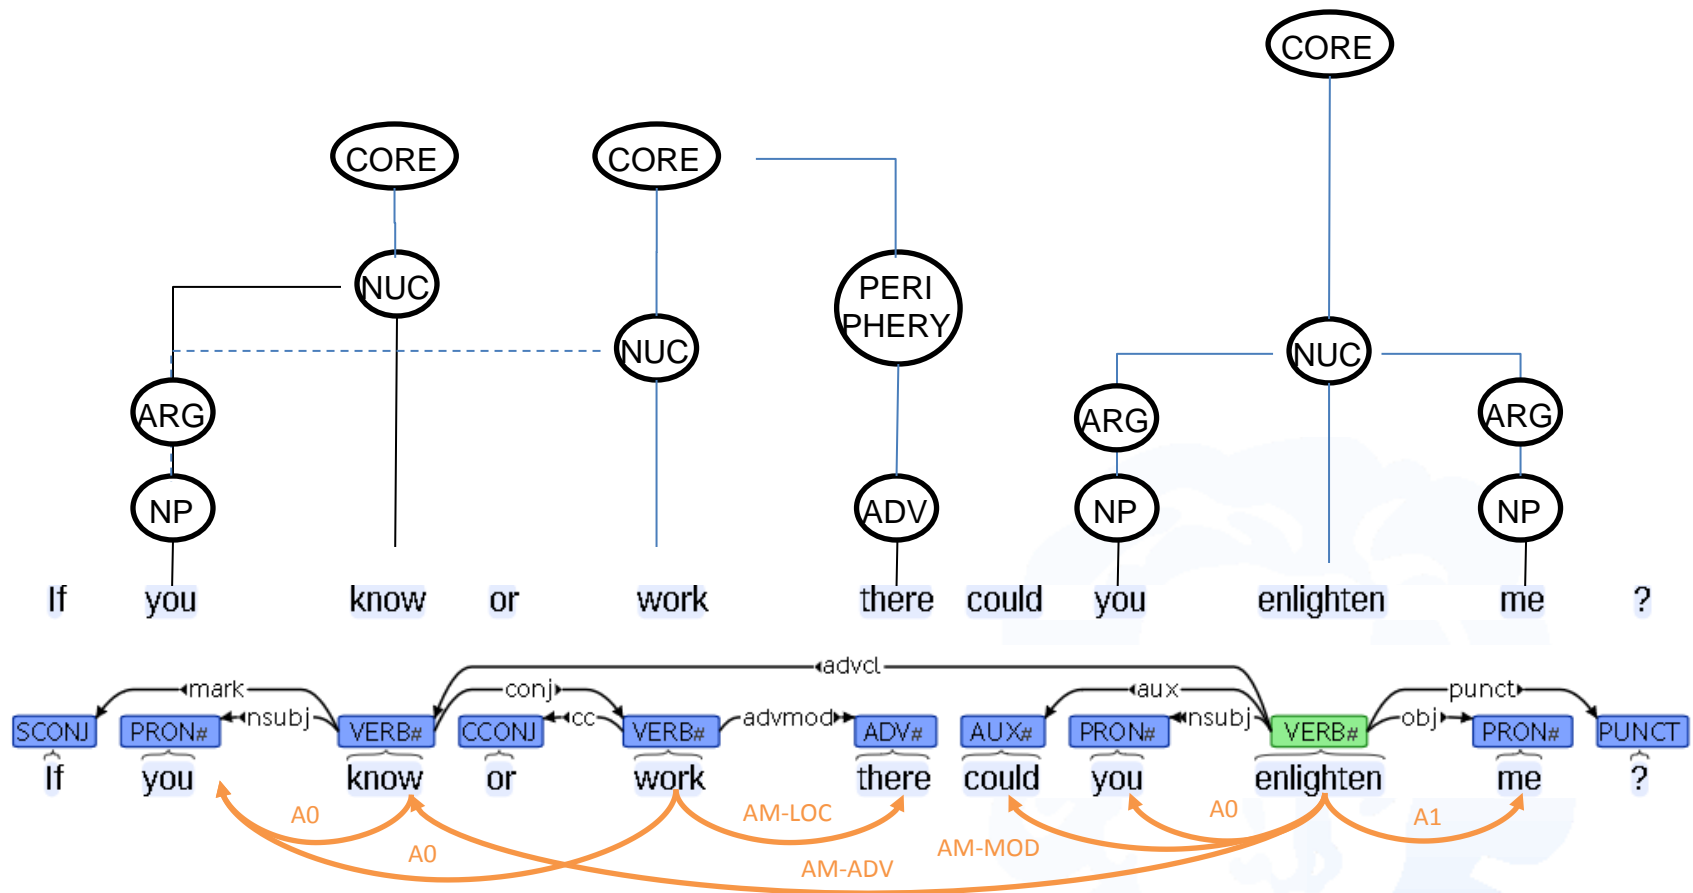 CORE
CORE CORE
NUC PERI
PHERY
NUC NUC
ARG ARG ARG
NP ADV NP NP
If you know or work there could you enlighten me ?
advcl
mark conj aux punct
nsubj cc advmod nsubj obj
SCONJ PRON# VERB# CCONJ VERB# ADV# AUX# PRON# VERB# PRON# PUNCT
If you know or work there could you enlighten me ?
A0 AM-LOC A0 A1
A0 AM-MOD
AM-ADV